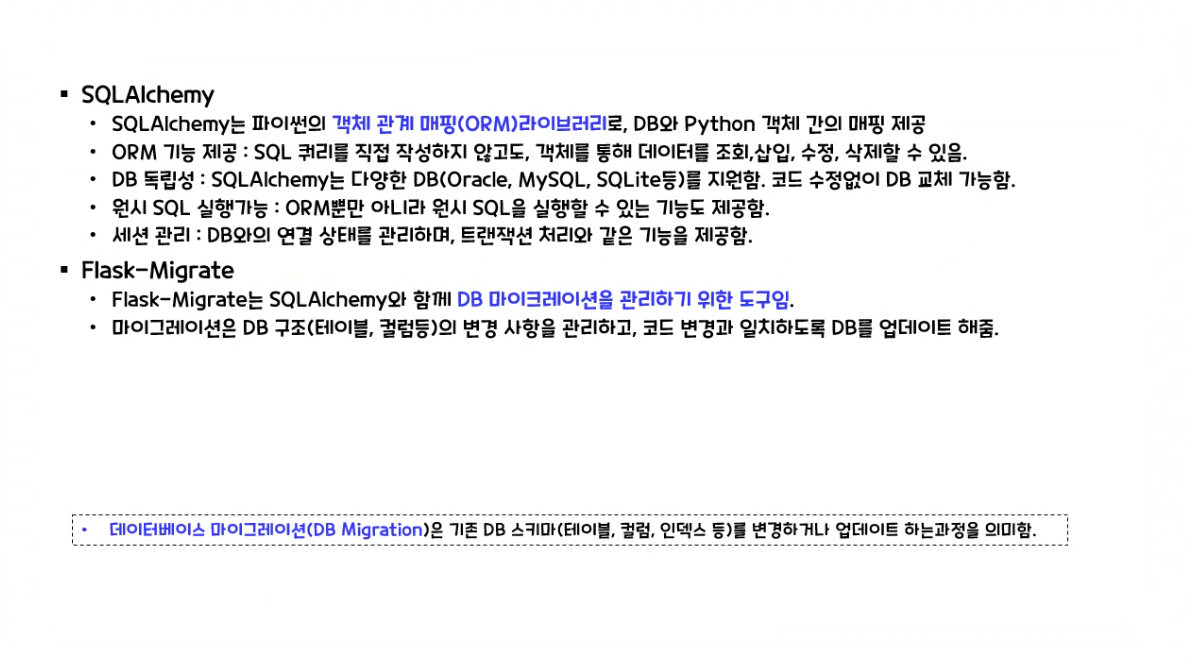 ▪ SQLAlchemy
• SQLAlchemy는 파이썬의 객체 관계 매핑(ORM)라이브러리로, DB와 Python 객체 간의 매핑 제공
• ORM 기능 제공 : SQL 쿼리를 직접 작성하지 않고도, 객체를 통해 데이터를 조회,삽입, 수정, 삭제할 수 있음.
• DB 독립성 : SQLAlchemy는 다양한 DB(Oracle, MySQL, SQLite등)를 지원함. 코드 수정없이 DB 교체 가능함.
• 원시 SQL 실행가능 : ORM뿐만 아니라 원시 SQL을 실행할 수 있는 기능도 제공함.
• 세션 관리 : DB와의 연결 상태를 관리하며, 트랜잭션 처리와 같은 기능을 제공함.
▪ Flask-Migrate
• Flask-Migrate는 SQLAlchemy와 함께 DB 마이크레이션을 관리하기 위한 도구임.
• 마이그레이션은 DB 구조(테이블, 컬럼등)의 변경 사항을 관리하고, 코드 변경과 일치하도록 DB를 업데이트 해줌.
• 데이터베이스 마이그레이션(DB Migration)은 기존 DB 스키마(테이블, 컬럼, 인덱스 등)를 변경하거나 업데이트 하는과정을 의미함.